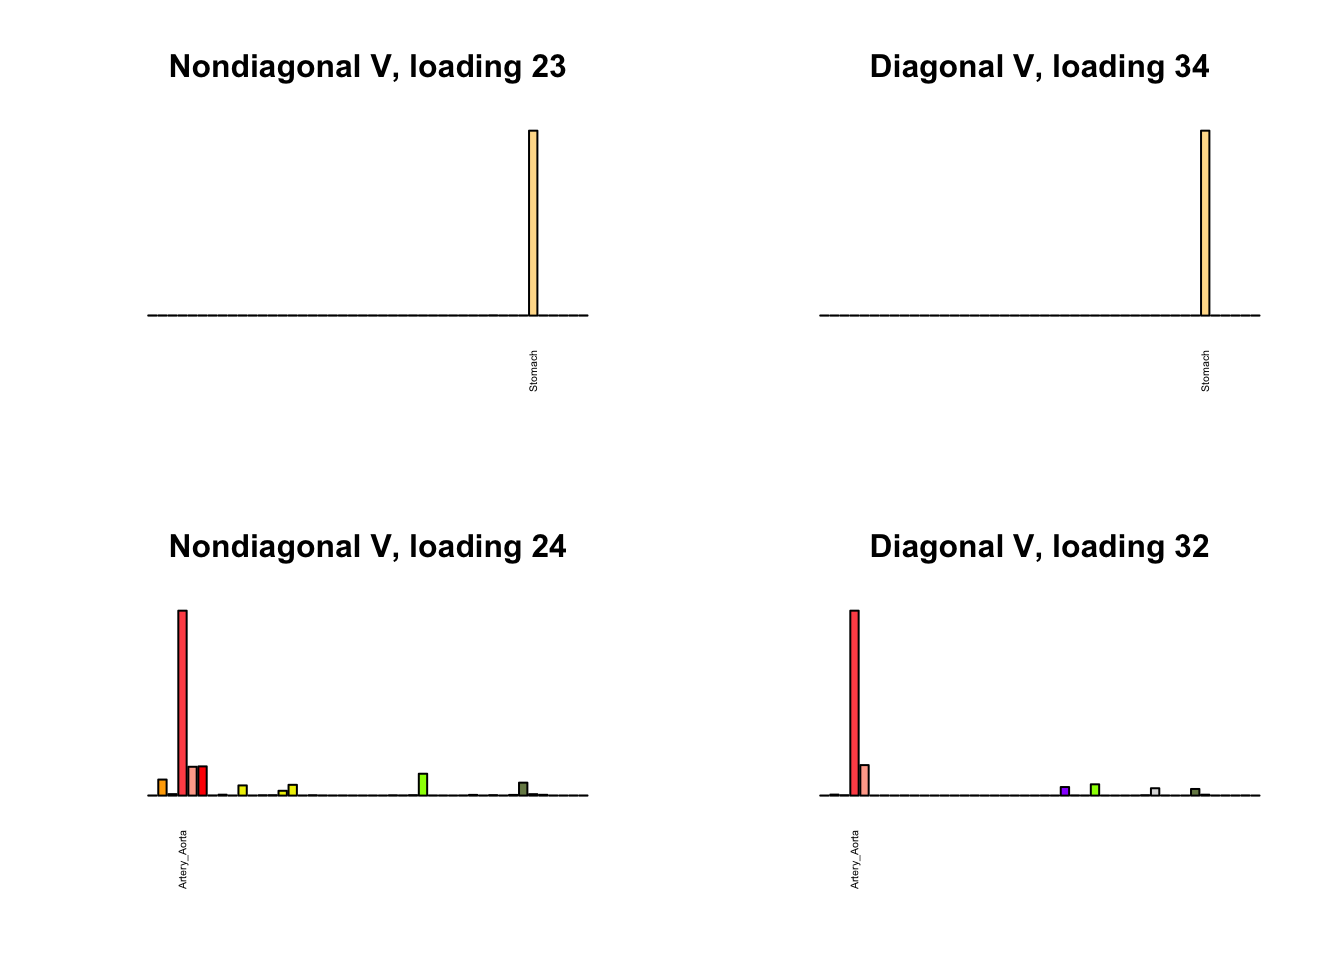 Nondiagonal V, loading 23
Diagonal V, loading 34
Stomach
Stomach
Nondiagonal V, loading 24
Diagonal V, loading 32
Artery_Aorta
Artery_Aorta